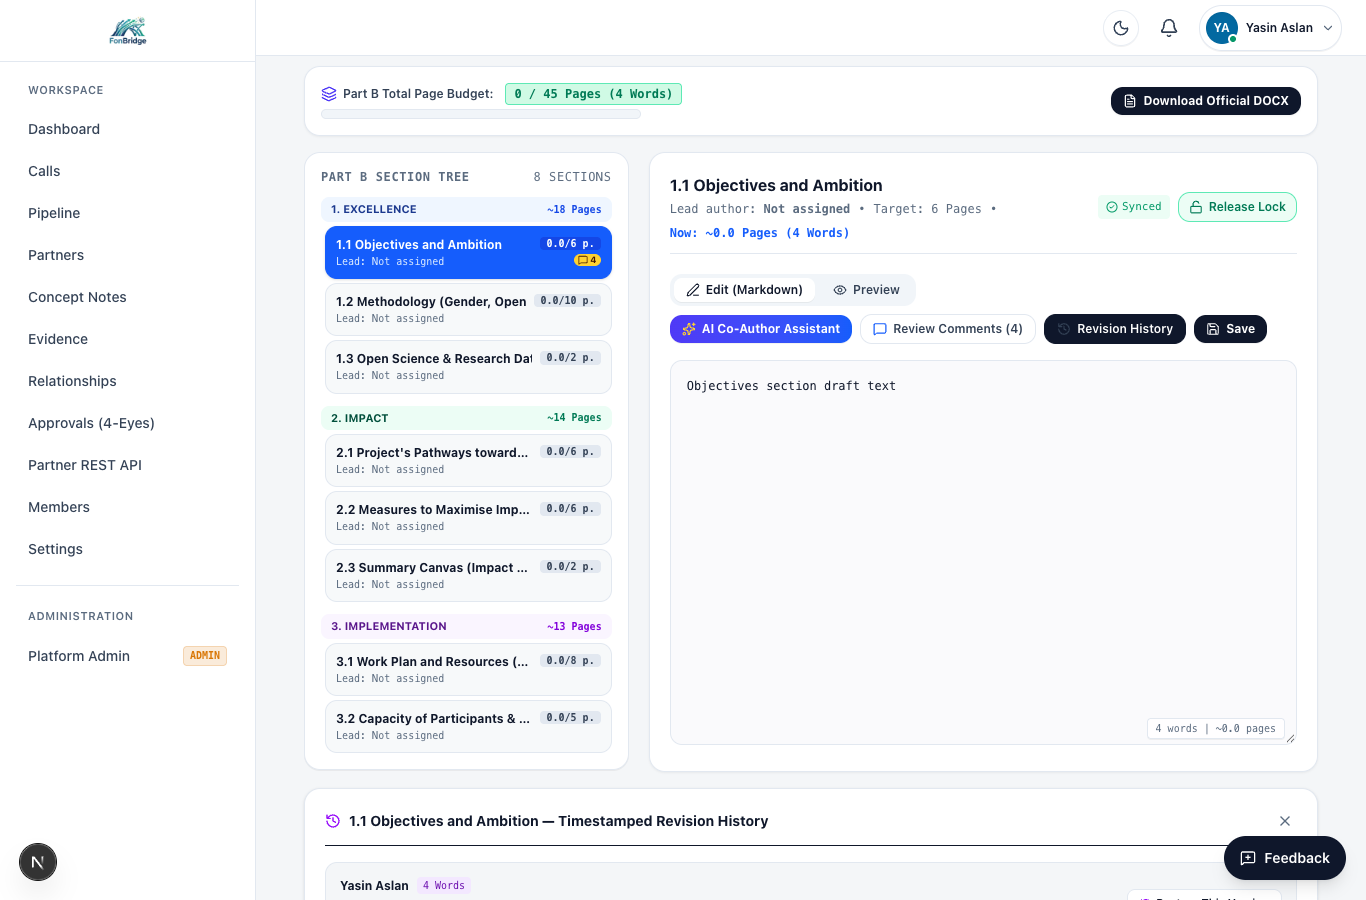 FonBridge
WORKSPACE
Dashboard
Calls
Pipeline
Partners
Concept Notes
Evidence
Relationships
Approvals (4-Eyes)
Partner REST API
Members
Settings
ADMINISTRATION
Platform Admin ADMIN
N
YA Yasin Aslan
Part B Total Page Budget: 0 / 45 Pages (4 Words)
Download Official DOCX
PART B SECTION TREE 8 SECTIONS
1. EXCELLENCE ~18 Pages
1.1 Objectives and Ambition 0.0/6 p.
Lead: Not assigned 4
1.2 Methodology (Gender, Open 0.0/10 p.
Lead: Not assigned
1.3 Open Science & Research Dat 0.0/2 p.
Lead: Not assigned
2. IMPACT ~14 Pages
2.1 Project's Pathways toward... 0.0/6 p.
Lead: Not assigned
2.2 Measures to Maximise Imp... 0.0/6 p.
Lead: Not assigned
2.3 Summary Canvas (Impact ... 0.0/2 p.
Lead: Not assigned
3. IMPLEMENTATION ~13 Pages
3.1 Work Plan and Resources (... 0.0/8 p.
Lead: Not assigned
3.2 Capacity of Participants & ... 0.0/5 p.
Lead: Not assigned
1.1 Objectives and Ambition
Lead author: Not assigned • Target: 6 Pages •
Now: ~0.0 Pages (4 Words)
Synced
Release Lock
Edit (Markdown) Preview
AI Co-Author Assistant Review Comments (4) Revision History Save
Objectives section draft text
4 words | ~0.0 pages
1.1 Objectives and Ambition — Timestamped Revision History
Yasin Aslan 4 Words
Feedback